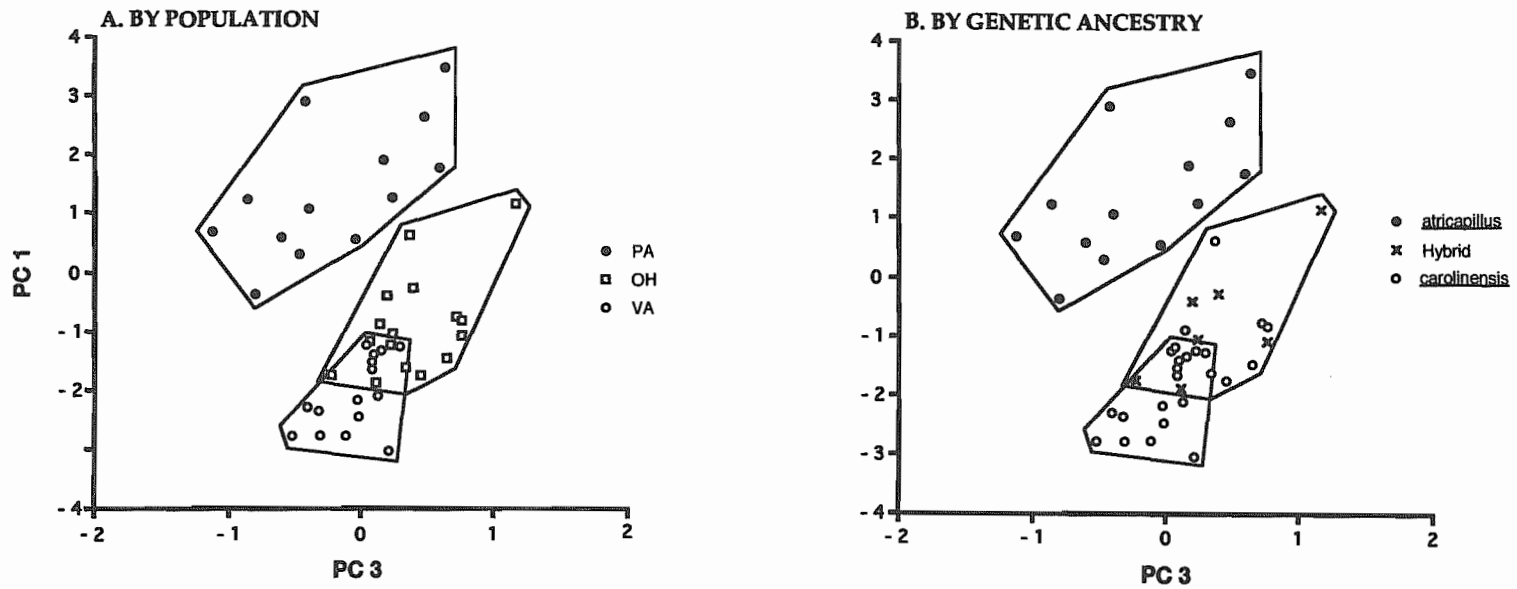 A. BY POPULATION
4
3
2
1
0
- 1
- 2
- 4
- 2
- 1
0
1
2
PC 1
PC 3
PA
OH
VA
B. BY GENETIC ANCESTRY
4
3
2
1
0
- 1
- 2
- 3
- 4
- 2
- 1
0
1
2
PC 3
atricapillus
Hybrid
carolinensis